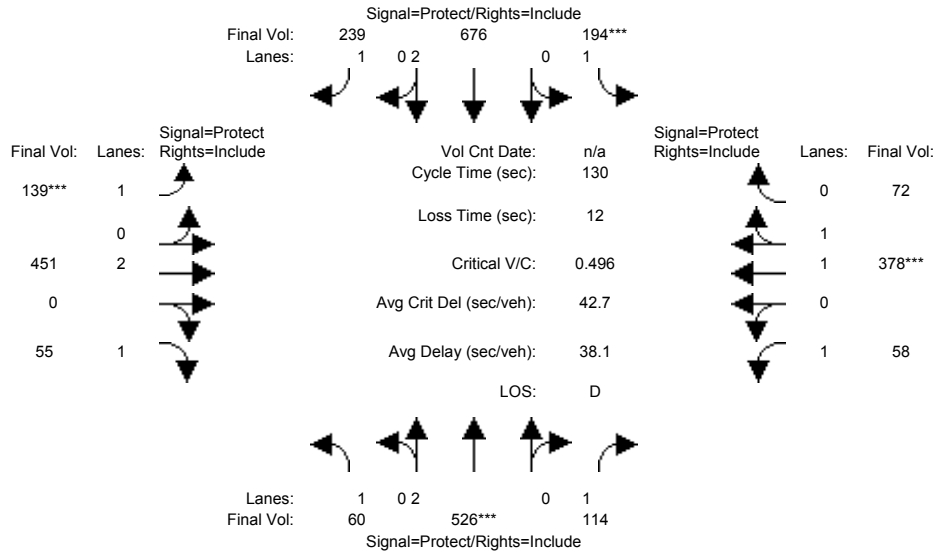 Signal=Protect/Rights=Include
Final Vol: 239 676 194***
Lanes: 1 0 2 0 1
Signal=Protect Signal=Protect
Final Vol: Lanes: Rights=Include Vol Cnt Date: n/a Rights=Include Lanes: Final Vol:
Cycle Time (sec): 130
139*** 1 0 72
Loss Time (sec): 12
0 1
451 2 Critical V/C: 0.496 1 378***
0 Avg Crit Del (sec/veh): 42.7 0
55 1 Avg Delay (sec/veh): 38.1 1 58
LOS: D
Lanes: 1 0 2 0 1
Final Vol: 60 526*** 114
Signal=Protect/Rights=Include